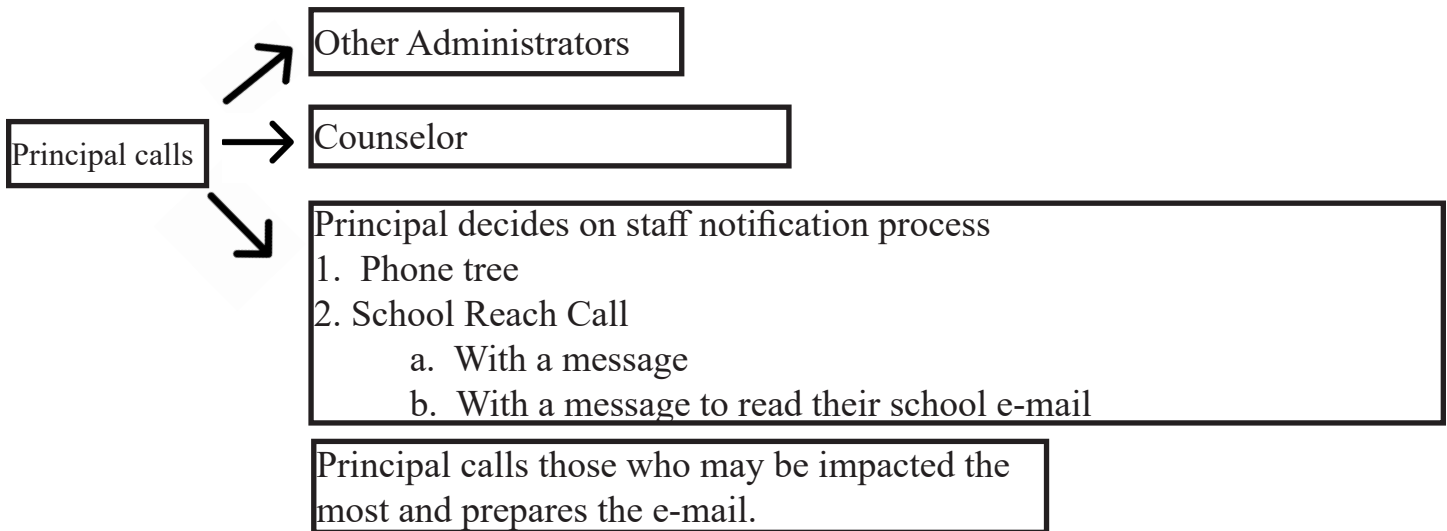 Other Administrators
Principal calls
Counselor
Principal decides on staff notification process
1. Phone tree
2. School Reach Call
a. With a message
b. With a message to read their school e-mail
Principal calls those who may be impacted the
most and prepares the e-mail.